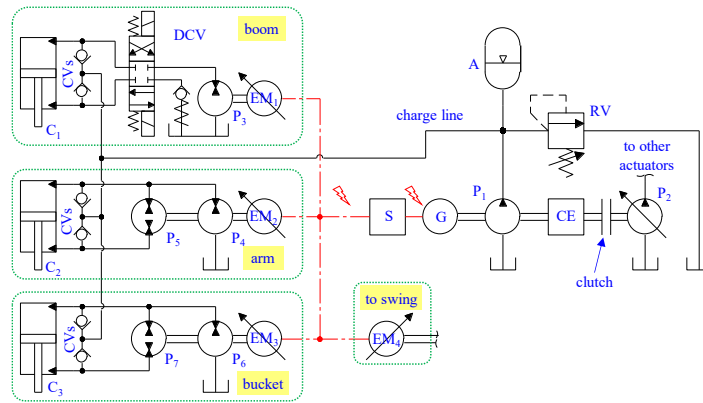 boom
DCV
CVs
C1
P3
EM1
A
RV
charge line
to other
actuators
CVs
C2
P5
P4
EM2
arm
S
G
P1
CE
P2
clutch
to swing
CVs
C3
P7
P6
EM3
bucket
EM4